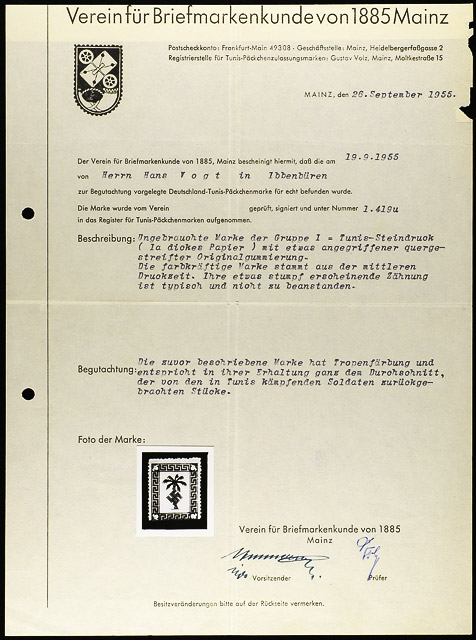 Verein für Briefmarkenkunde von 1885 Mainz
Postscheckkonto: Frankfurt-Main 49308 · Geschäftsstelle: Mainz, Heidelbergerfaßgasse 2
Registrierstelle für Tunis-Päckchenzulassungsmarken: Gustav Volz, Mainz, Moltkestraße 15
MAINZ, den 26.September 1955.
Der Verein für Briefmarkenkunde von 1885, Mainz bescheinigt hiermit, daß die am 19.9.1955
von Herrn Hans Vogt in Ibbenbüren
zur Begutachtung vorgelegte Deutschland-Tunis-Päckchenmarke für echt befunden wurde.
Die Marke wurde vom Verein geprüft, signiert und unter Nummer 1.419u
in das Register für Tunis-Päckchenmarken aufgenommen.
Beschreibung: Ungebrauchte Marke der Gruppe I = Tunis-Steindruck
( Ia dickes Papier ) mit etwas angegriffener querge-
streifter Originalgummierung.
Die farbkräftige Marke stammt aus der mittleren
Druckzeit. Ihre etwas stumpf erscheinende Zähnung
ist typisch und nicht zu beanstanden.
Begutachtung: Die zuvor beschriebene Marke hat Tropenfärbung und
entspricht in ihrer Erhaltung ganz dem Durchschnitt,
der von den in Tunis kämpfenden Soldaten zurückge-
brachten Stücke.
Foto der Marke:
Verein für Briefmarkenkunde von 1885
Mainz
Vorsitzender
Prüfer
Besitzveränderungen bitte auf der Rückseite vermerken.